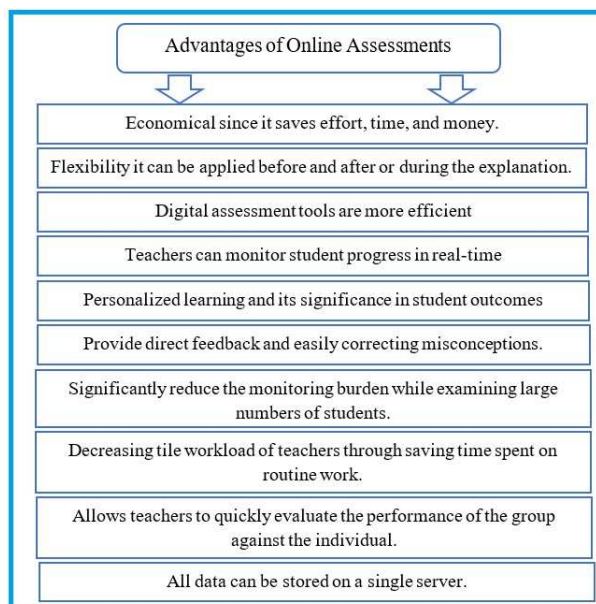 Advantages of Online Assessments
Economical since it saves effort, time, and money.
Flexibility it can be applied before and after or during the explanation.
Digital assessment tools are more efficient
Teachers can monitor student progress in real-time
Personalized learning and its significance in student outcomes
Provide direct feedback and easily correcting misconceptions.
Significantly reduce the monitoring burden while examining large
numbers of students.
Decreasing tile workload of teachers through saving time spent on
routine work.
Allows teachers to quickly evaluate the performance of the group
against the individual.
All data can be stored on a single server.